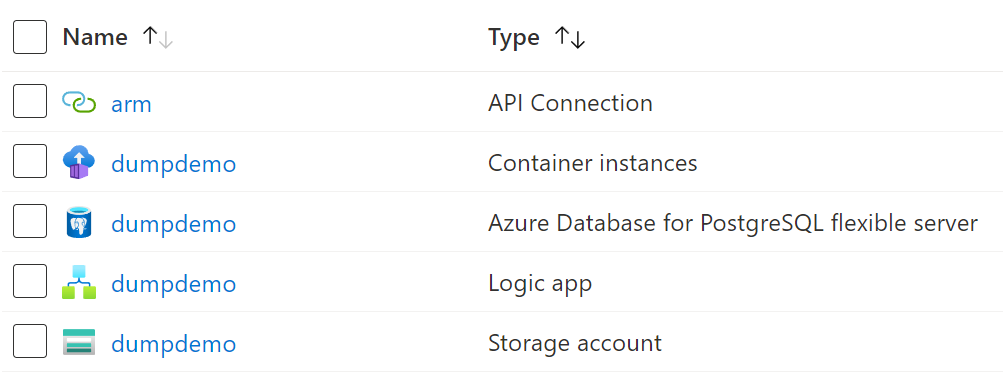 Name Type
arm API Connection
dumpdemo Container instances
dumpdemo Azure Database for PostgreSQL flexible server
dumpdemo Logic app
dumpdemo Storage account